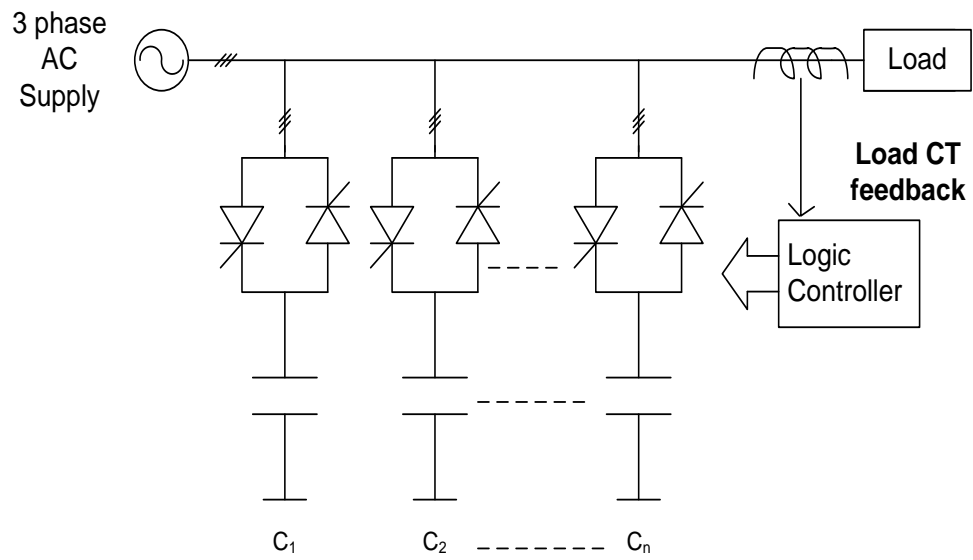 3 phase
AC
Supply
Load
Load CT
feedback
Logic
Controller
C₁ C₂ Cₙ